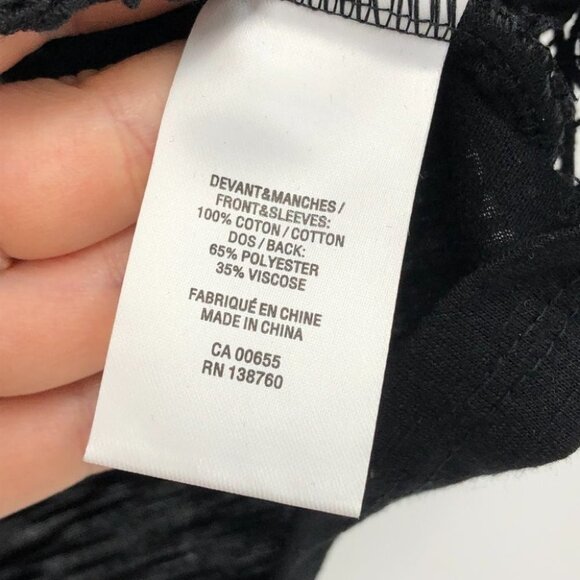 DEVANT&MANCHES /
FRONT&SLEEVES:
100% COTON / COTTON
DOS / BACK:
65% POLYESTER
35% VISCOSE
FABRIQUÉ EN CHINE
MADE IN CHINA
CA 00655
RN 138760